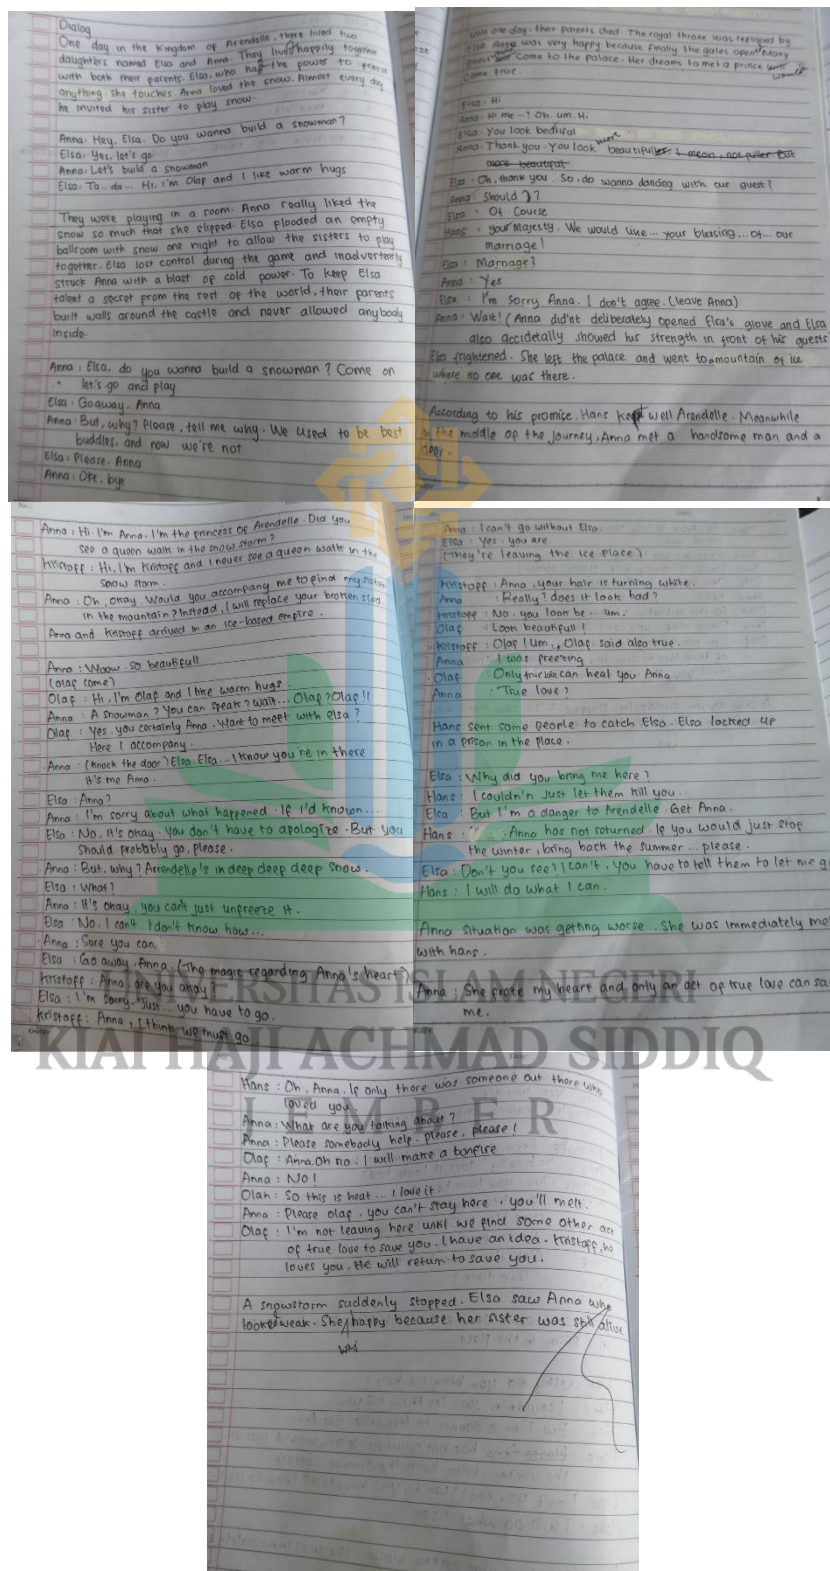 Dialog
One day in the Kingdom of Arendelle, there lived two
daughters named Elsa and Anna. They lived happily together
with both their parents. Elsa, who had the power to freeze
anything she touches. Anna loved the snow. Almost every day
he invited his sister to play snow.
Anna: Hey, Elsa. Do you wanna build a snowman?
Elsa: Yes, let's go.
Anna: Let's build a snowman
Elsa: Ta.. da... Hi, I'm Olaf and I like warm hugs
They were playing in a room. Anna really liked the
snow so much that she slipped. Elsa flooded an empty
ballroom with snow one night to allow the sisters to play
together. Elsa lost control during the game and inadvertently
struck Anna with a blast of cold power. To keep Elsa
talent a secret from the rest of the world, their parents
built walls around the castle and never allowed anybody
inside.
Anna: Elsa, do you wanna build a snowman? Come on
let's go and play
Elsa: Go away, Anna
Anna: But, why? Please, tell me why. We used to be best
buddies, and now we're not
Elsa: Please, Anna
Anna: Oke, bye
one day, their parents died. The royal throne was replaced by
Elsa. Anna was very happy because finally the gates open. Many
guest come to the palace. Her dreams to met a prince would
come true.
Elsa: Hi
Anna: Hi me-? Oh. um. Hi
Elsa: You look bedtiful
Anna: Thank you. You look more beautifuller. I mean, not fuller but
more beautiful
Elsa: Oh, thank you. So, do wanna dancing with our guest?
Anna: Should I?
Elsa: Of Course
Hans: Your Majesty. We would like.... your blessing... of... our
marriage!
Elsa: Marriage?
Anna: Yes
Elsa: I'm sorry Anna. I don't agree. (leave Anna)
Anna: Wait! (Anna did'nt deliberately opened Elsa's glove and Elsa
also accidetally showed his strength in front of his guests
Elsa frightened. She left the palace and went to a mountain of ice
where no one was there.
According to his promise. Hans kept well Arendelle. Meanwhile
in the middle of the journey, Anna met a handsome man and a
deer.
Anna: Hi. I'm Anna. I'm the princess of Arendelle. Did you
see a queen walk in the snow storm?
Kristoff: Hi, I'm Kristoff and I never see a queen walk in the
snow storm.
Anna: Oh, okay. Would you accompany me to find my sister
in the mountain? Instead, I will replace your broken sled
Anna and Kristoff arrived in an ice-based empire.
Anna: Woow. So beautifull
(Olaf come)
Olaf: Hi, I'm Olaf and I like warm hugs.
Anna: A snowman? You can speak? Wait... Olaf? Olaf!!
Olaf: Yes, you certainly Anna. Want to meet with elsa?
Here I accompany.
Anna: (knock the door) Elsa. Elsa... I know you're in there
It's me Anna.
Elsa: Anna?
Anna: I'm sorry about what happened. If I'd known...
Elsa: No, it's okay. You don't have to apologize. But you
should probably go, please.
Anna: But, why? Arrendelle's in deep deep deep snow.
Elsa: What?
Anna: It's okay, you can't just unfreeze it.
Elsa: No. I can't. I don't know how...
Anna: Sure you can.
Elsa: Go away, Anna. (The magic regarding Anna's heart)
Kristoff: Anna, are you okay?
Elsa: I'm sorry. Just... you have to go.
Kristoff: Anna, I think we must go.
Anna: I can't go without Elsa.
Elsa: Yes. you are
(They're leaving the ice place)
Kristoff: Anna, your hair is turning white.
Anna: Really? Does it look bad?
Kristoff: No. you look be... um.
Olaf: Look beautifull!
Kristoff: Olaf! Um.., Olaf said also true.
Anna: I was freezing
Olaf: Only true love can heal you Anna
Anna: True love?
Hans sent some people to catch Elsa. Elsa locked up
in a prison in the place.
Elsa: Why did you bring me here?
Hans: I couldn'n just let them kill you.
Elsa: But I'm a danger to Arendelle. Get Anna.
Hans: Anna has not returned. If you would just stop
the winter, bring back the summer... please.
Elsa: Don't you see? I can't. You have to tell them to let me g
Hans: I will do what I can.
Anna situation was getting worse. She was immediately me
with hans.
Anna: She froze my heart and only an act of true love can sa
me.
UNIVERSITAS ISLAM NEGERI
KIAI HAJI ACHMAD SIDDIQ
JEMBER
Hans: Oh, Anna. If only there was someone out there who
loved you.
Anna: What are you talking about?
Anna: Please somebody help. please, please!
Olaf: Anna. Oh no. I will make a bonfire
Anna: No!
Olah: So this is heat... I love it.
Anna: Please olaf, you can't stay here, you'll melt.
Olaf: I'm not leaving here until we find some other act
of true love to save you. I have an idea. Kristoff, he
loves you. He will return to save you.
A snowstorm suddenly stopped. Elsa saw Anna who
looked weak. She was happy because her sister was still alive